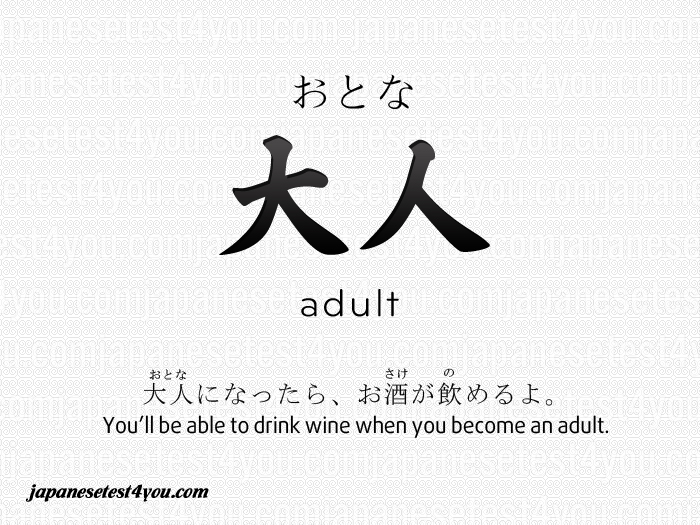 おとな
大人
adult
おとな さけ の
大人になったら、お酒が飲めるよ。
You'll be able to drink wine when you become an adult.
japanesetest4you.com